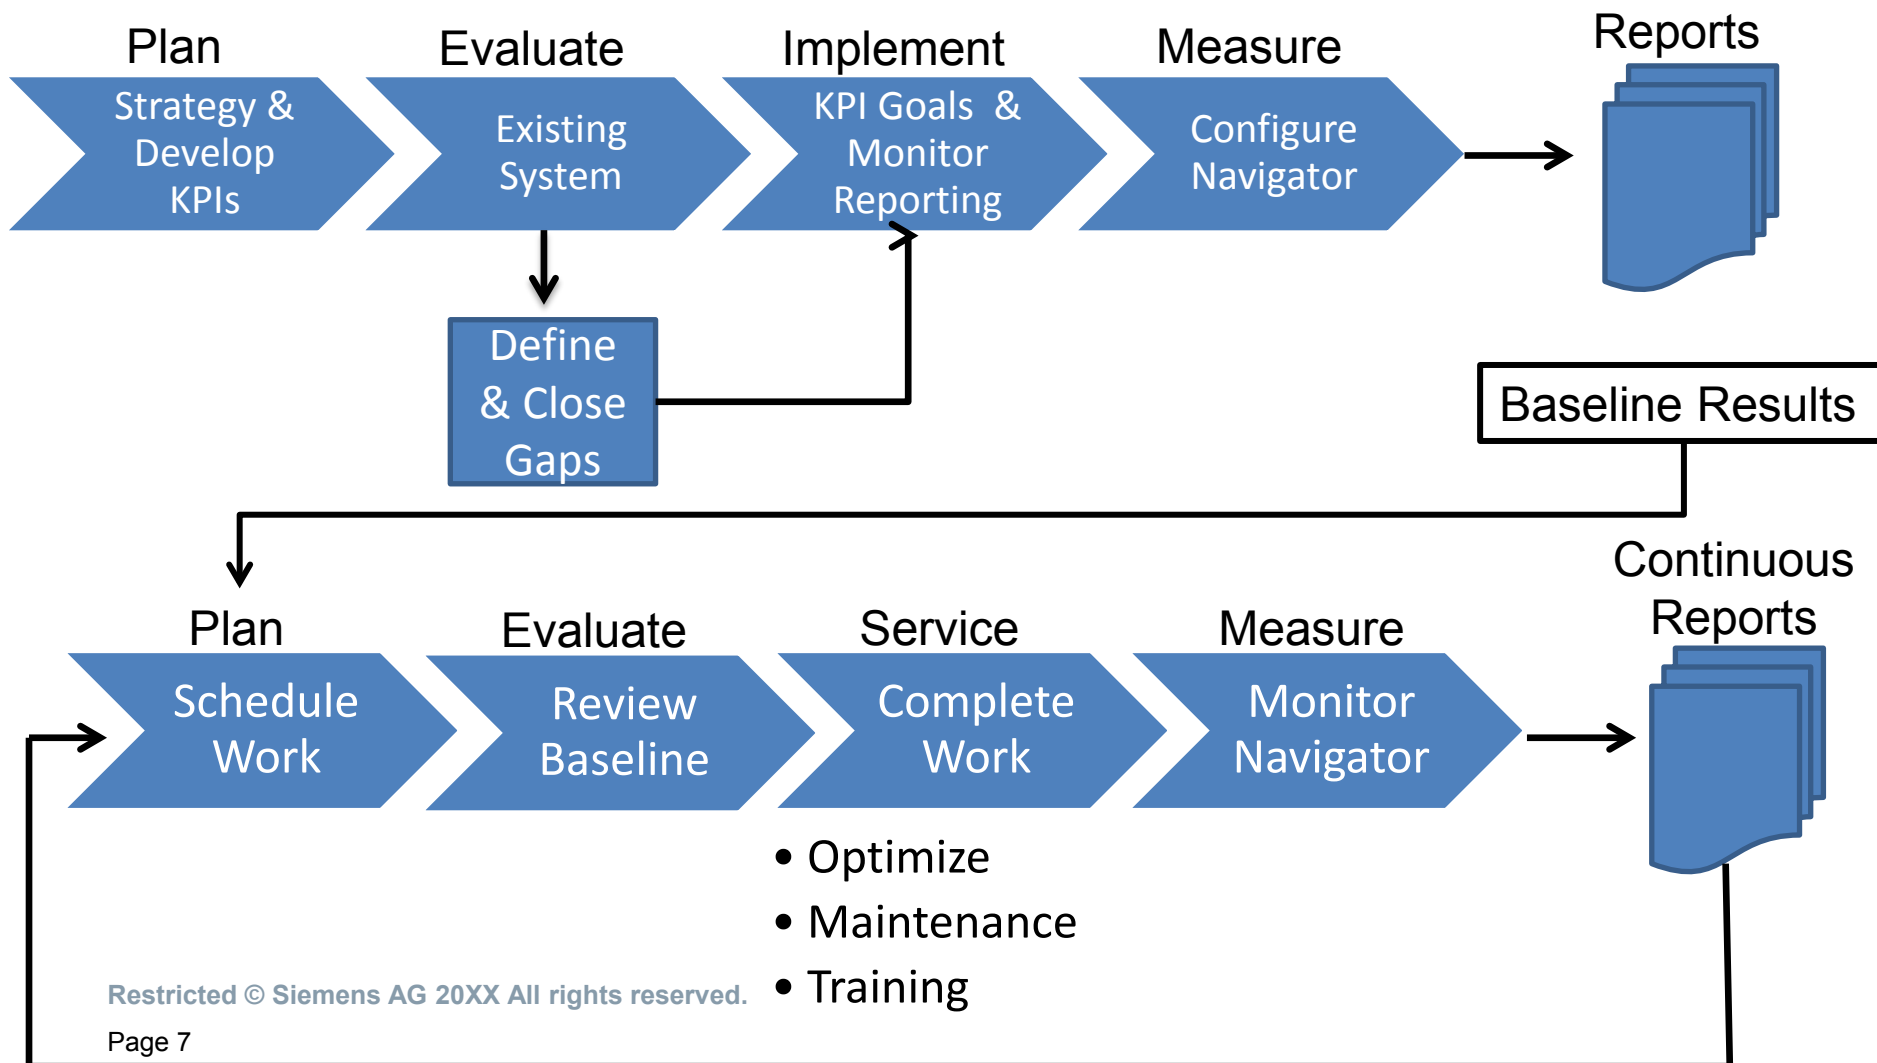 Plan
Evaluate
Implement
Measure
Reports
Strategy &
Develop
KPIs
Existing
System
KPI Goals &
Monitor
Reporting
Configure
Navigator
Define
& Close
Gaps
Baseline Results
Continuous
Reports
Plan
Evaluate
Service
Measure
Schedule
Work
Review
Baseline
Complete
Work
Monitor
Navigator
• Optimize
• Maintenance
• Training
Restricted © Siemens AG 20XX All rights reserved.
Page 7